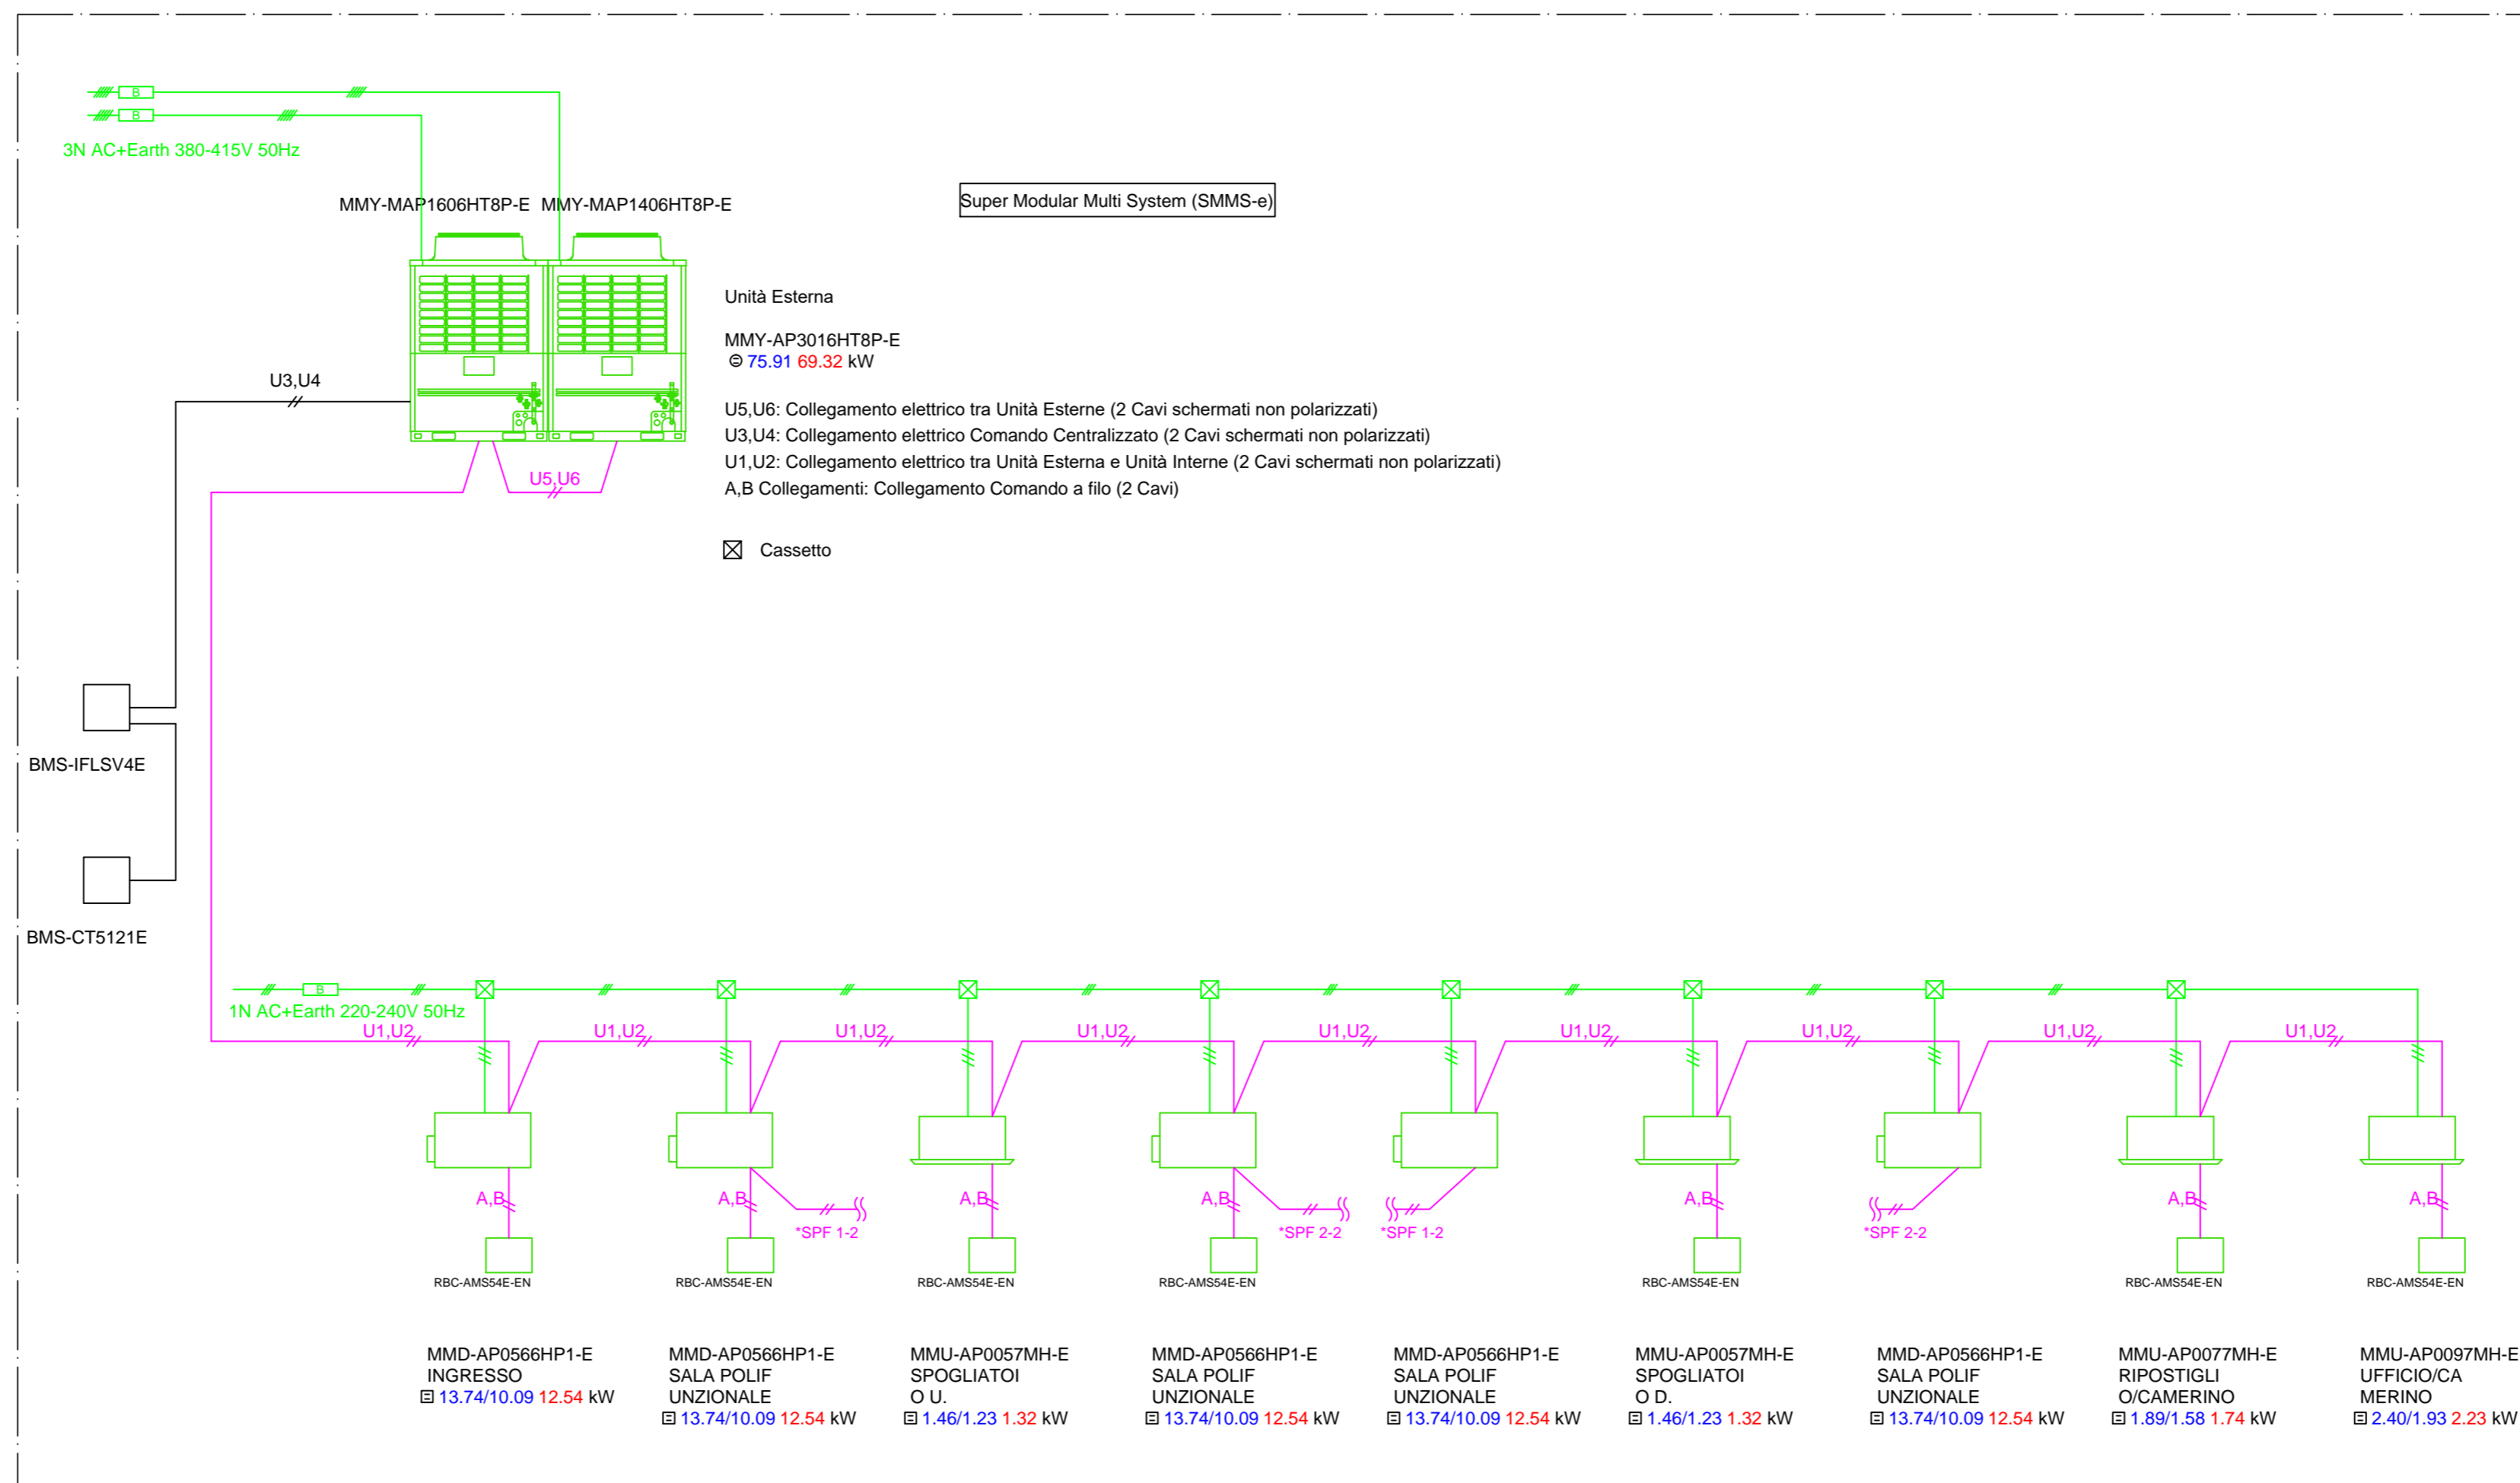 B
B
3N AC+Earth 380-415V 50Hz
MMY-MAP1606HT8P-E MMY-MAP1406HT8P-E
Super Modular Multi System (SMMS-e)
Unità Esterna
MMY-AP3016HT8P-E
75.91 69.32 kW
U3,U4
U5,U6: Collegamento elettrico tra Unità Esterne (2 Cavi schermati non polarizzati)
U3,U4: Collegamento elettrico Comando Centralizzato (2 Cavi schermati non polarizzati)
U1,U2: Collegamento elettrico tra Unità Esterna e Unità Interne (2 Cavi schermati non polarizzati)
A,B Collegamenti: Collegamento Comando a filo (2 Cavi)
U5,U6
Cassetto
BMS-IFLSV4E
BMS-CT5121E
B
1N AC+Earth 220-240V 50Hz
U1,U2 U1,U2 U1,U2 U1,U2 U1,U2 U1,U2 U1,U2 U1,U2 U1,U2
A,B A,B A,B A,B A,B A,B A,B
*SPF 1-2 *SPF 2-2 *SPF 1-2 *SPF 2-2
RBC-AMS54E-EN RBC-AMS54E-EN RBC-AMS54E-EN RBC-AMS54E-EN RBC-AMS54E-EN RBC-AMS54E-EN RBC-AMS54E-EN
MMD-AP0566HP1-E
INGRESSO
13.74/10.09 12.54 kW
MMD-AP0566HP1-E
SALA POLIF
UNZIONALE
13.74/10.09 12.54 kW
MMU-AP0057MH-E
SPOGLIATOI
O U.
1.46/1.23 1.32 kW
MMD-AP0566HP1-E
SALA POLIF
UNZIONALE
13.74/10.09 12.54 kW
MMD-AP0566HP1-E
SALA POLIF
UNZIONALE
13.74/10.09 12.54 kW
MMU-AP0057MH-E
SPOGLIATOI
O D.
1.46/1.23 1.32 kW
MMD-AP0566HP1-E
SALA POLIF
UNZIONALE
13.74/10.09 12.54 kW
MMU-AP0077MH-E
RIPOSTIGLI
O/CAMERINO
1.89/1.58 1.74 kW
MMU-AP0097MH-E
UFFICIO/CA
MERINO
2.40/1.93 2.23 kW